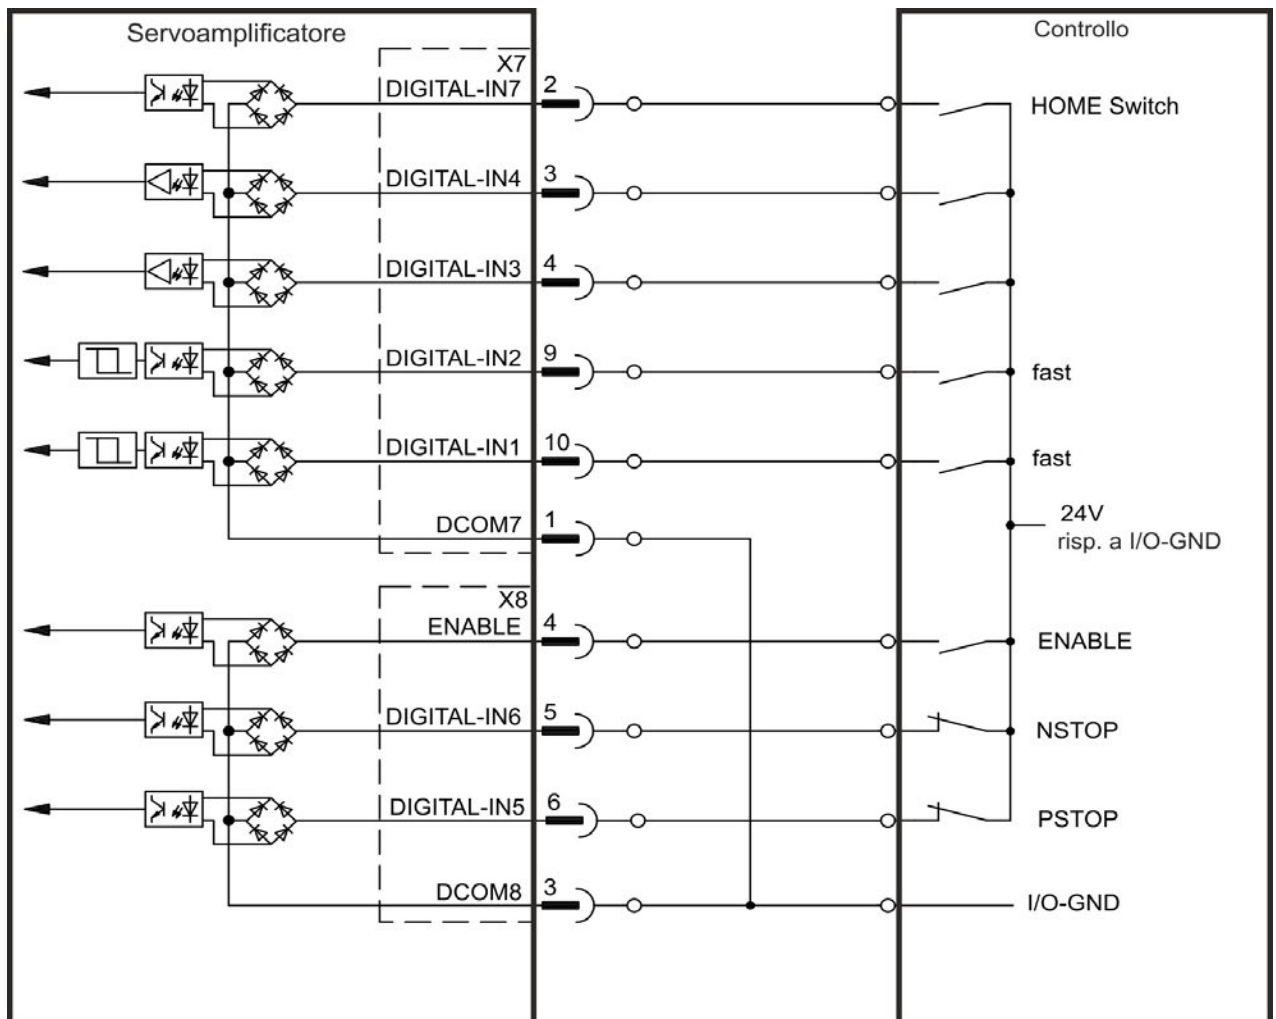 Servoamplificatore
Controllo
X7
DIGITAL-IN7 2 HOME Switch
DIGITAL-IN4 3
DIGITAL-IN3 4
DIGITAL-IN2 9 fast
DIGITAL-IN1 10 fast
DCOM7 1 24V
risp. a I/O-GND
X8
ENABLE 4 ENABLE
DIGITAL-IN6 5 NSTOP
DIGITAL-IN5 6 PSTOP
DCOM8 3 I/O-GND